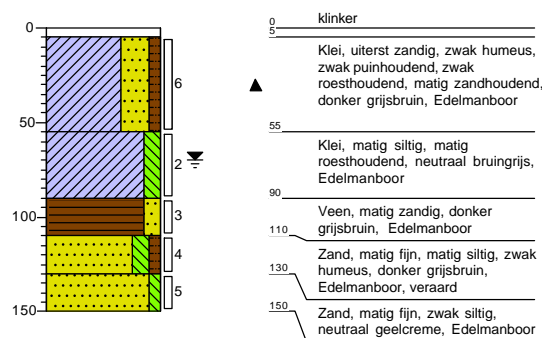 0
50
100
150
6
2
3
4
5
0
klinker
5
Klei, uiterst zandig, zwak humeus,
zwak puinhoudend, zwak
roesthoudend, matig zandhoudend,
donker grijsbruin, Edelmanboor
55
Klei, matig siltig, matig
roesthoudend, neutraal bruingrijs,
Edelmanboor
90
Veen, matig zandig, donker
grijsbruin, Edelmanboor
110
Zand, matig fijn, matig siltig, zwak
humeus, donker grijsbruin,
Edelmanboor, veraard
130
Zand, matig fijn, zwak siltig,
neutraal geelcreme, Edelmanboor
150